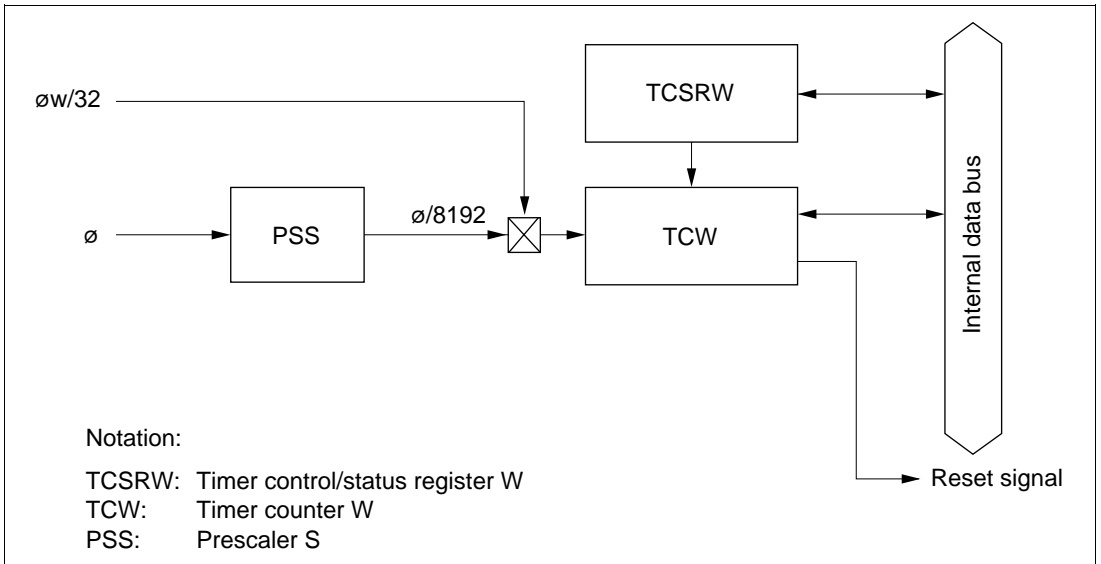 øw/32
TCSRW
ø
PSS
ø/8192
TCW
Internal data bus
Reset signal
Notation:
TCSRW: Timer control/status register W
TCW: Timer counter W
PSS: Prescaler S